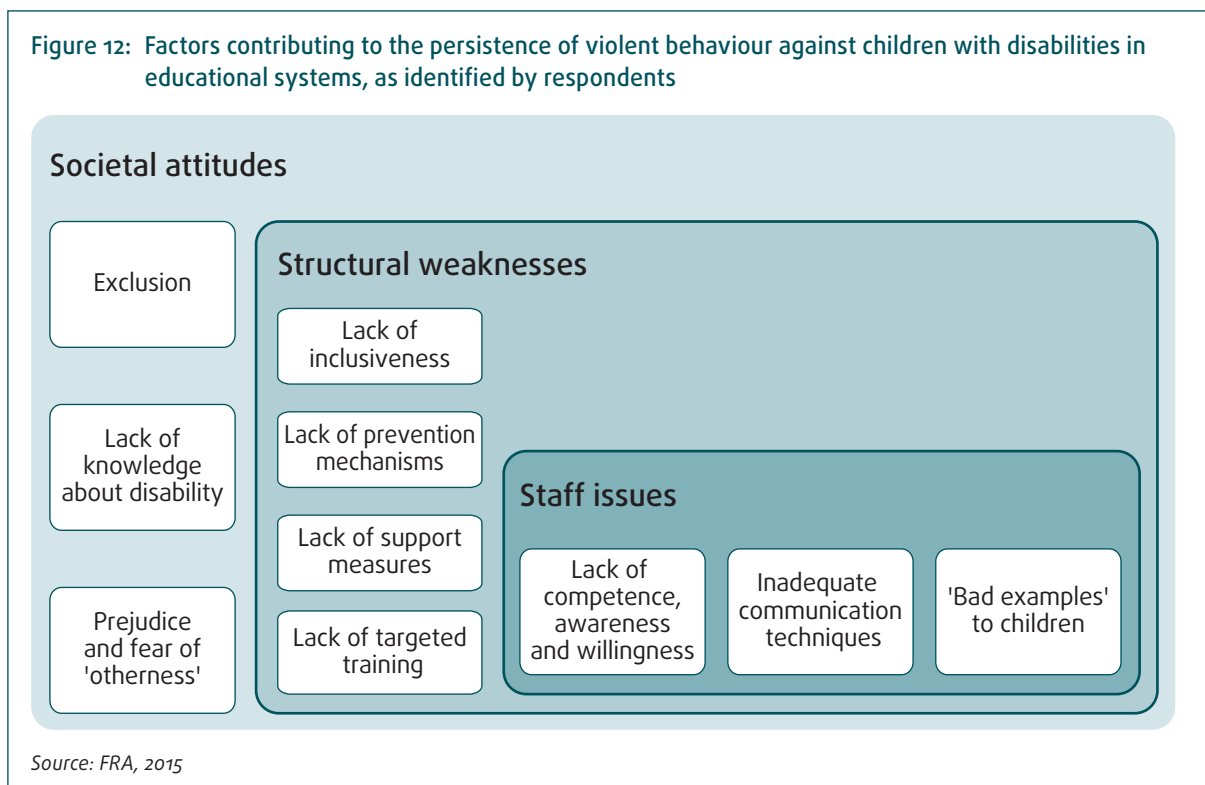 Figure 12: Factors contributing to the persistence of violent behaviour against children with disabilities in
educational systems, as identified by respondents
Societal attitudes
Exclusion
Lack of
knowledge
about disability
Prejudice
and fear of
'otherness'
Structural weaknesses
Lack of
inclusiveness
Lack of prevention
mechanisms
Lack of support
measures
Lack of targeted
training
Staff issues
Lack of
competence,
awareness
and willingness
Inadequate
communication
techniques
'Bad examples'
to children
Source: FRA, 2015